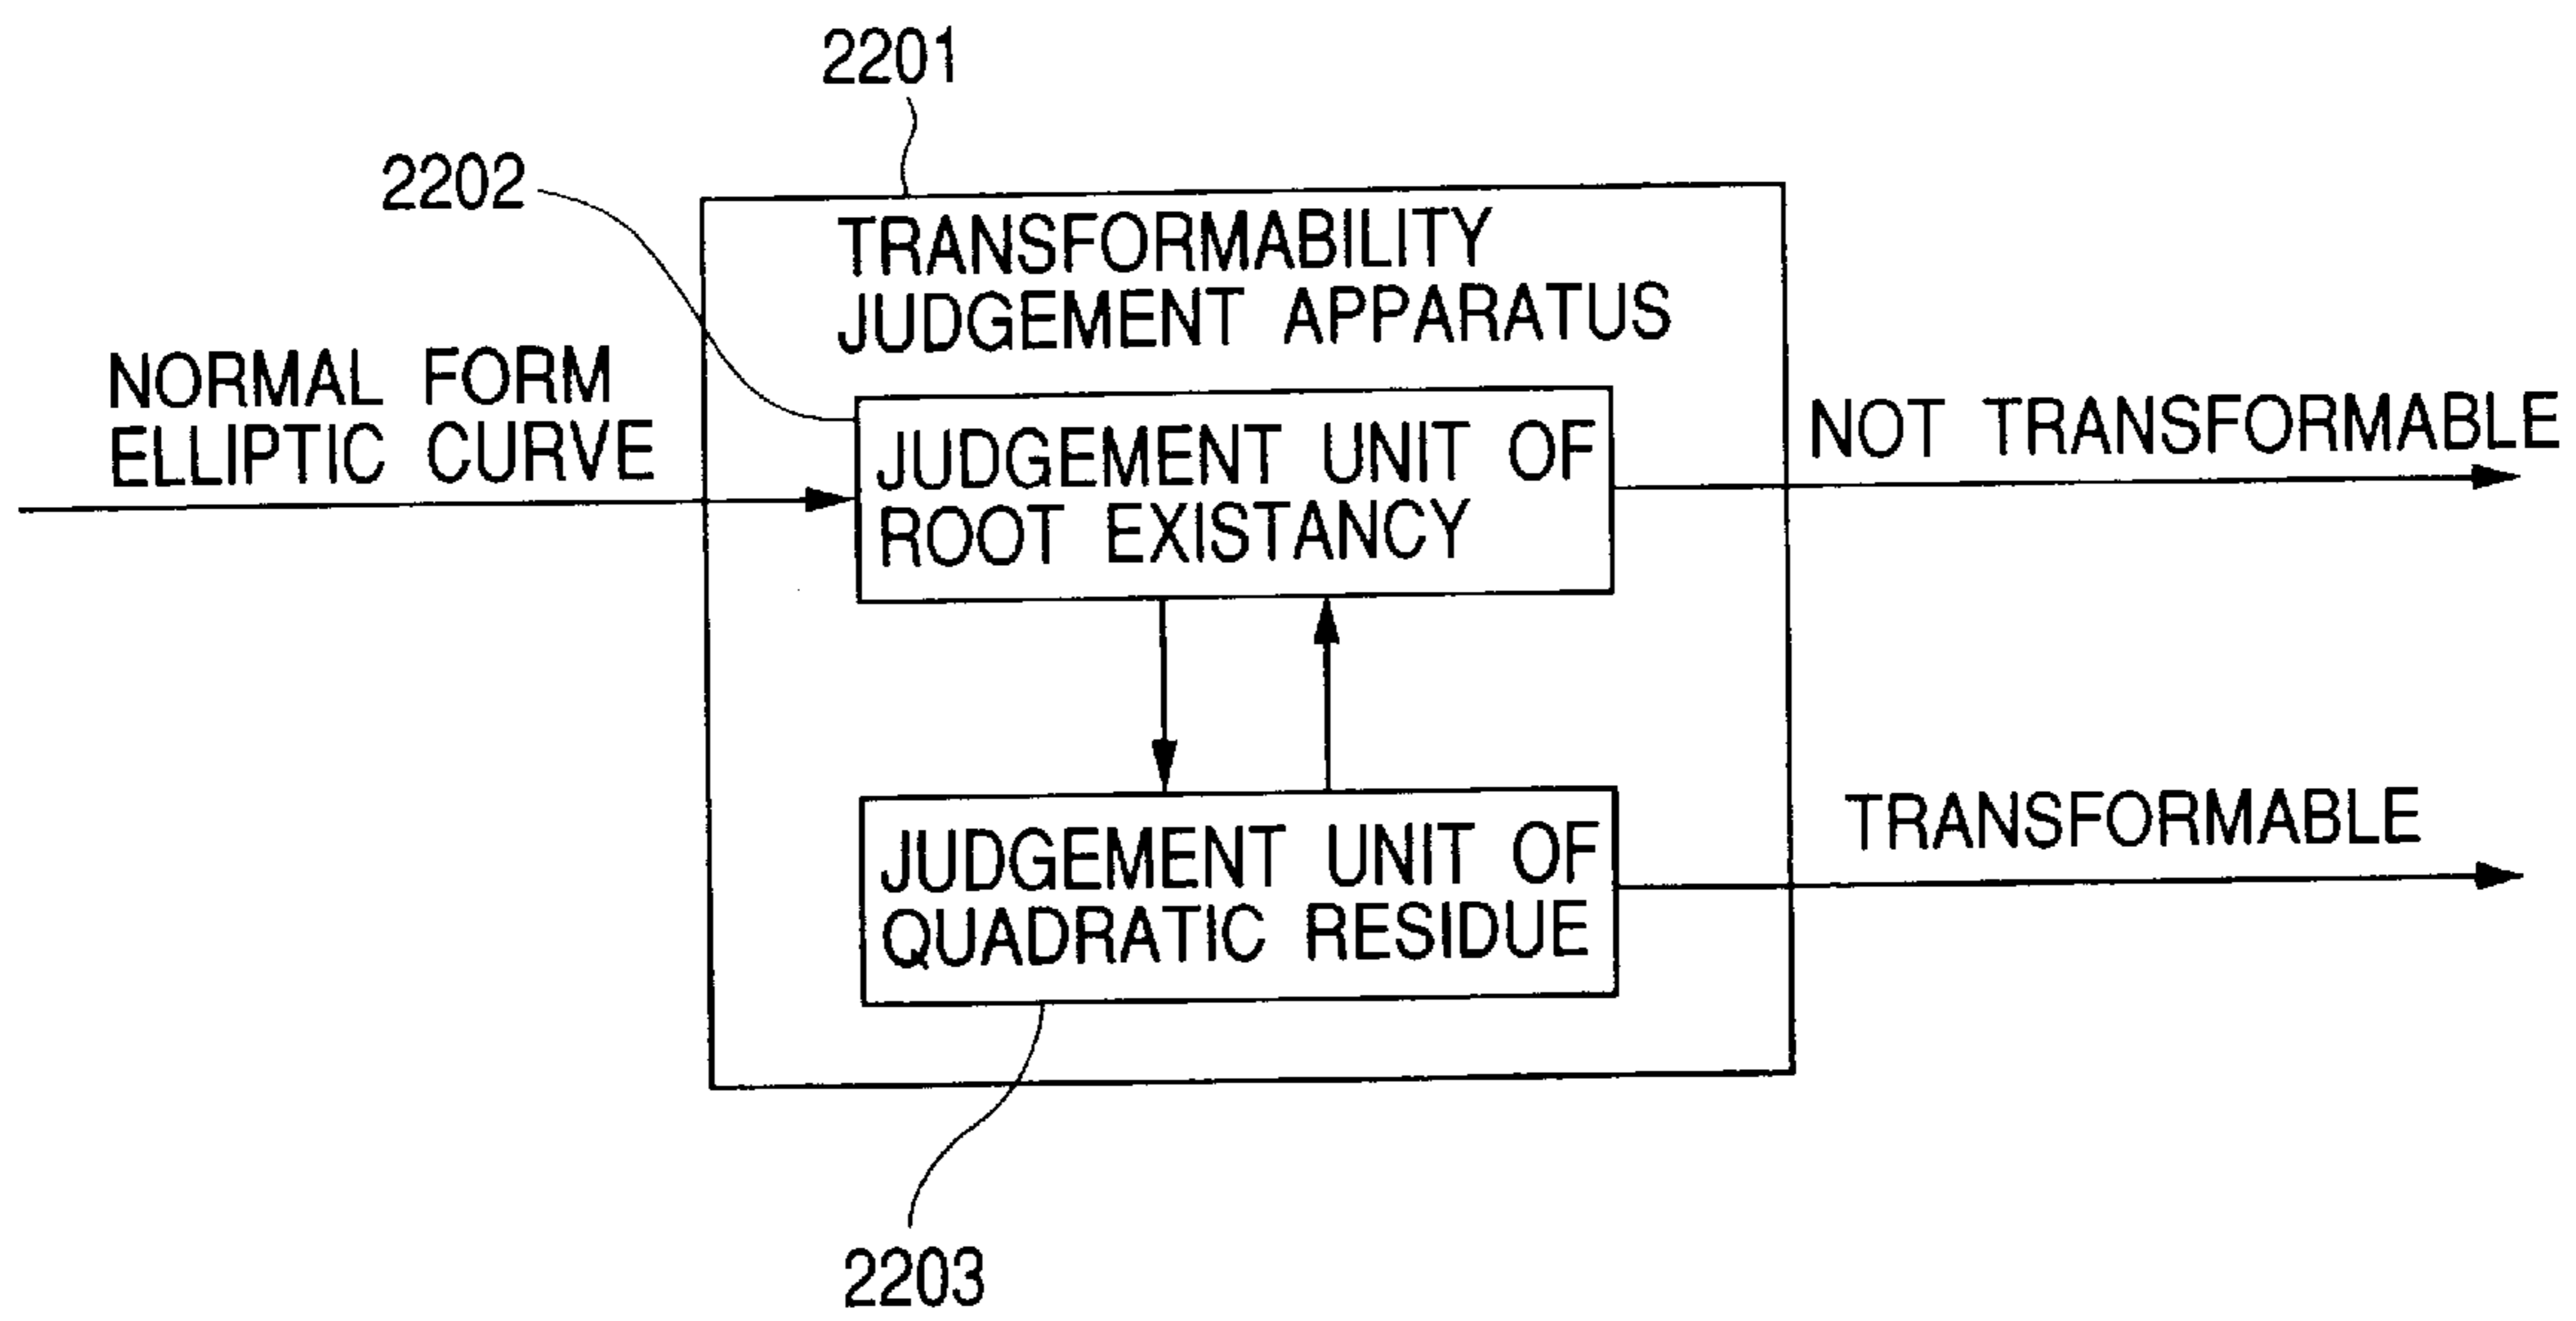 2201
2202
TRANSFORMABILITY
JUDGEMENT APPARATUS
NORMAL FORM
ELLIPTIC CURVE
JUDGEMENT UNIT OF
ROOT EXISTANCY
NOT TRANSFORMABLE
JUDGEMENT UNIT OF
QUADRATIC RESIDUE
TRANSFORMABLE
2203